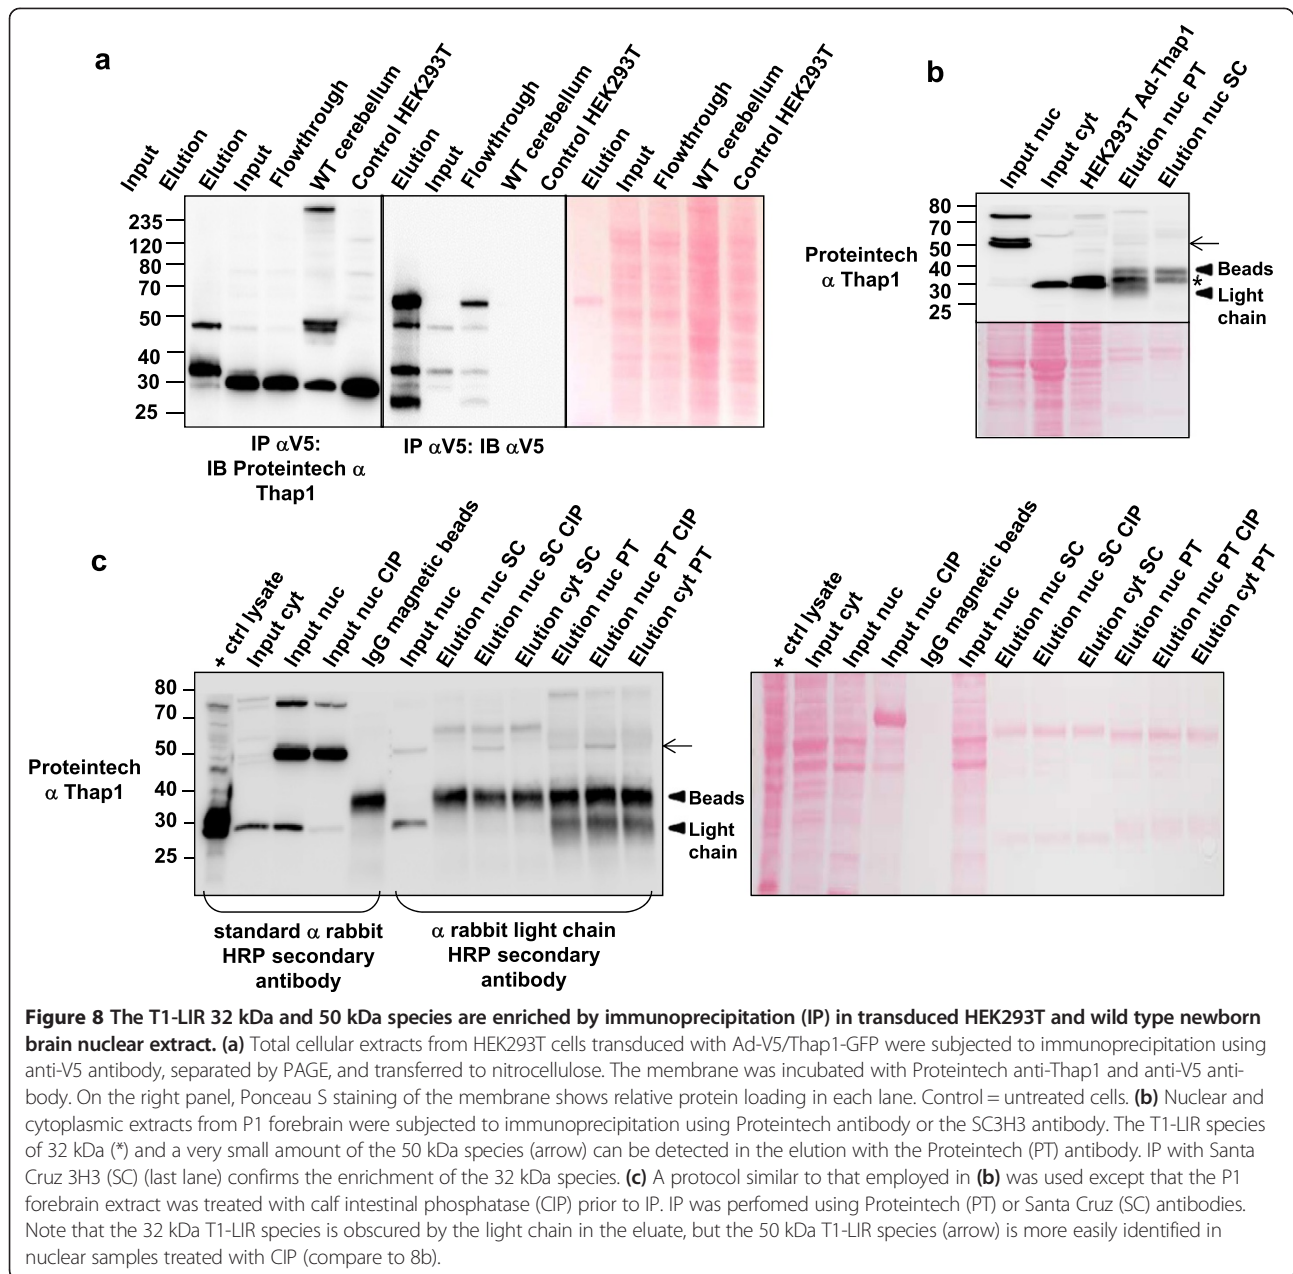 a
Input
Elution
Elution
Input
Flowthrough
WT cerebellum
Control HEK293T
Elution
Input
Flowthrough
WT cerebellum
Control HEK293T
Elution
Input
Flowthrough
WT cerebellum
Control HEK293T
235
120
80
70
50
40
30
25
IP αV5:
IB Proteintech α
Thap1
IP αV5: IB αV5
b
Input nuc
Input cyt
HEK293T Ad-Thap1
Elution nuc PT
Elution nuc SC
80
70
50
40
30
25
Proteintech
α Thap1
Beads
*
Light
chain
c
+ ctrl lysate
Input cyt
Input nuc
Input nuc CIP
IgG magnetic beads
Input nuc
Elution nuc SC
Elution nuc SC CIP
Elution cyt SC
Elution nuc PT
Elution nuc PT CIP
Elution cyt PT
80
70
50
40
30
25
Proteintech
α Thap1
Beads
Light
chain
standard α rabbit
HRP secondary
antibody
α rabbit light chain
HRP secondary
antibody
+ ctrl lysate
Input cyt
Input nuc
Input nuc CIP
IgG magnetic beads
Input nuc
Elution nuc SC
Elution nuc SC CIP
Elution cyt SC
Elution nuc PT
Elution nuc PT CIP
Elution cyt PT
Figure 8 The T1-LIR 32 kDa and 50 kDa species are enriched by immunoprecipitation (IP) in transduced HEK293T and wild type newborn
brain nuclear extract. (a) Total cellular extracts from HEK293T cells transduced with Ad-V5/Thap1-GFP were subjected to immunoprecipitation using
anti-V5 antibody, separated by PAGE, and transferred to nitrocellulose. The membrane was incubated with Proteintech anti-Thap1 and anti-V5 anti-
body. On the right panel, Ponceau S staining of the membrane shows relative protein loading in each lane. Control = untreated cells. (b) Nuclear and
cytoplasmic extracts from P1 forebrain were subjected to immunoprecipitation using Proteintech antibody or the SC3H3 antibody. The T1-LIR species
of 32 kDa (*) and a very small amount of the 50 kDa species (arrow) can be detected in the elution with the Proteintech (PT) antibody. IP with Santa
Cruz 3H3 (SC) (last lane) confirms the enrichment of the 32 kDa species. (c) A protocol similar to that employed in (b) was used except that the P1
forebrain extract was treated with calf intestinal phosphatase (CIP) prior to IP. IP was perfomed using Proteintech (PT) or Santa Cruz (SC) antibodies.
Note that the 32 kDa T1-LIR species is obscured by the light chain in the eluate, but the 50 kDa T1-LIR species (arrow) is more easily identified in
nuclear samples treated with CIP (compare to 8b).